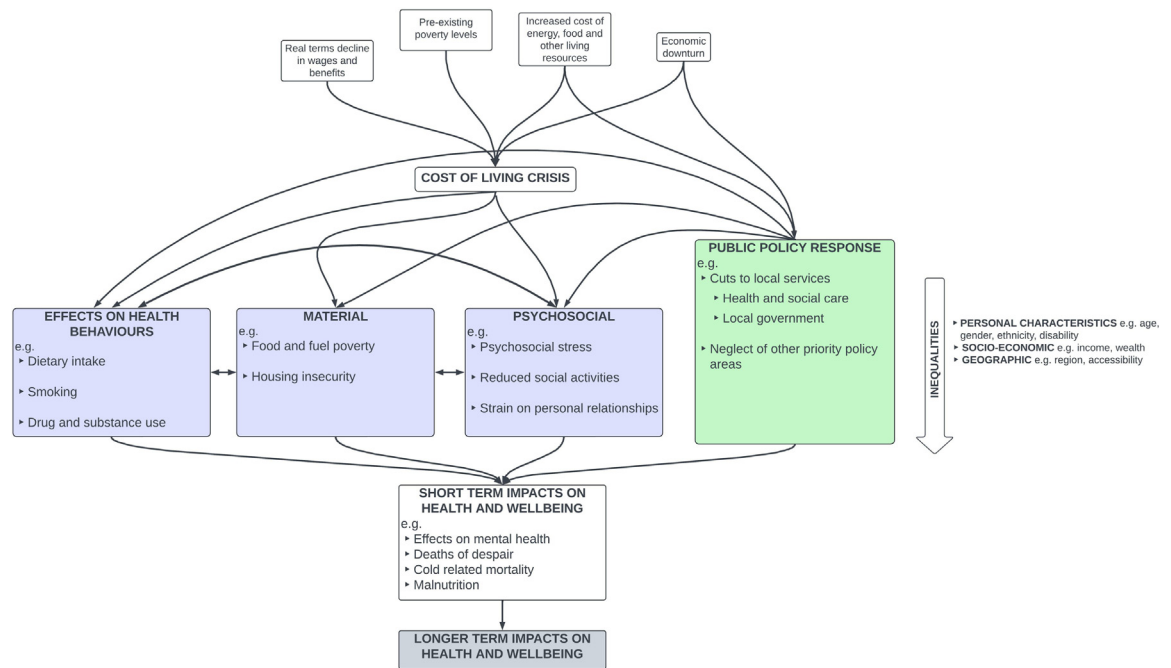 Real terms decline
in wages and
benefits
Pre-existing
poverty levels
Increased cost of
energy, food and
other living
resources
Economic
downturn
COST OF LIVING CRISIS
EFFECTS ON HEALTH
BEHAVIOURS
e.g.
‣ Dietary intake
‣ Smoking
‣ Drug and substance use
MATERIAL
e.g.
‣ Food and fuel poverty
‣ Housing insecurity
PSYCHOSOCIAL
e.g.
‣ Psychosocial stress
‣ Reduced social activities
‣ Strain on personal relationships
PUBLIC POLICY RESPONSE
e.g.
‣ Cuts to local services
‣ Health and social care
‣ Local government
‣ Neglect of other priority policy
areas
INEQUALITIES
‣ PERSONAL CHARACTERISTICS e.g. age,
gender, ethnicity, disability
‣ SOCIO-ECONOMIC e.g. income, wealth
‣ GEOGRAPHIC e.g. region, accessibility
SHORT TERM IMPACTS ON
HEALTH AND WELLBEING
e.g.
‣ Effects on mental health
‣ Deaths of despair
‣ Cold related mortality
‣ Malnutrition
LONGER TERM IMPACTS ON
HEALTH AND WELLBEING